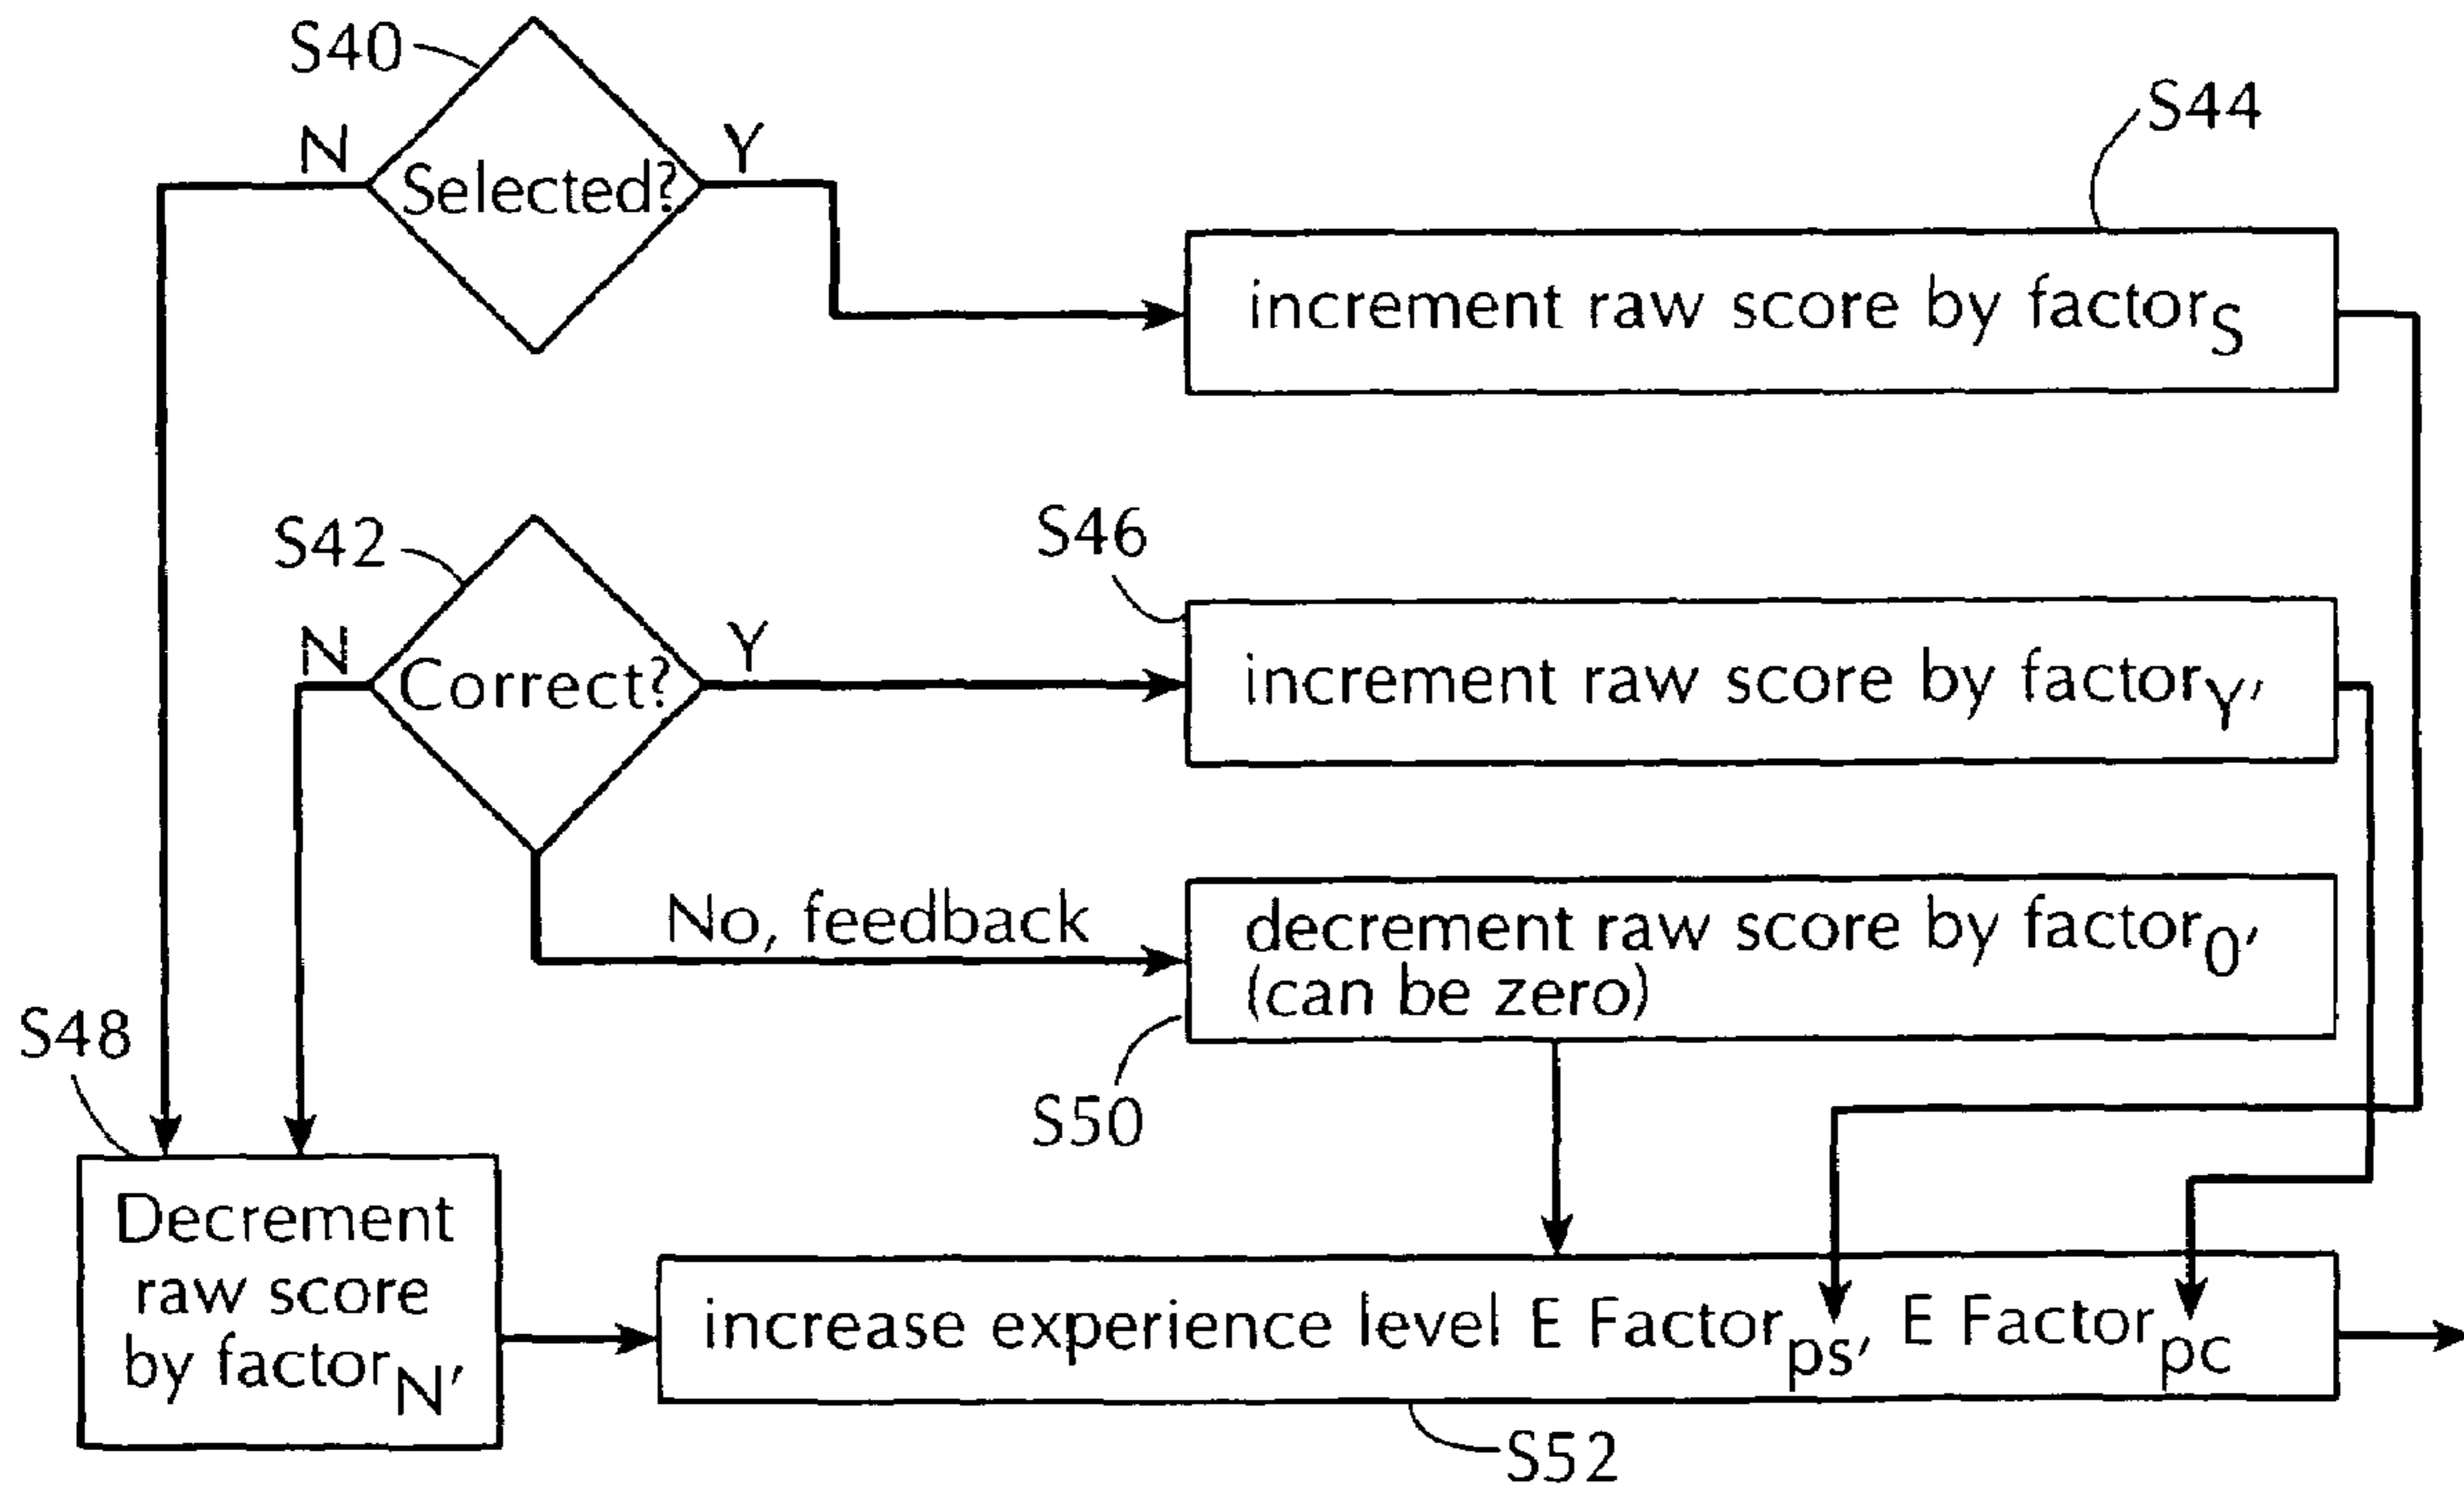 S40
N
Y
Selected?
S44
increment raw score by factorS
S42
N
Y
Correct?
S46
increment raw score by factorY'
No, feedback
decrement raw score by factor0'
(can be zero)
S50
S48
Decrement
raw score
by factorN'
increase experience level E Factorps' E Factorpc
S52